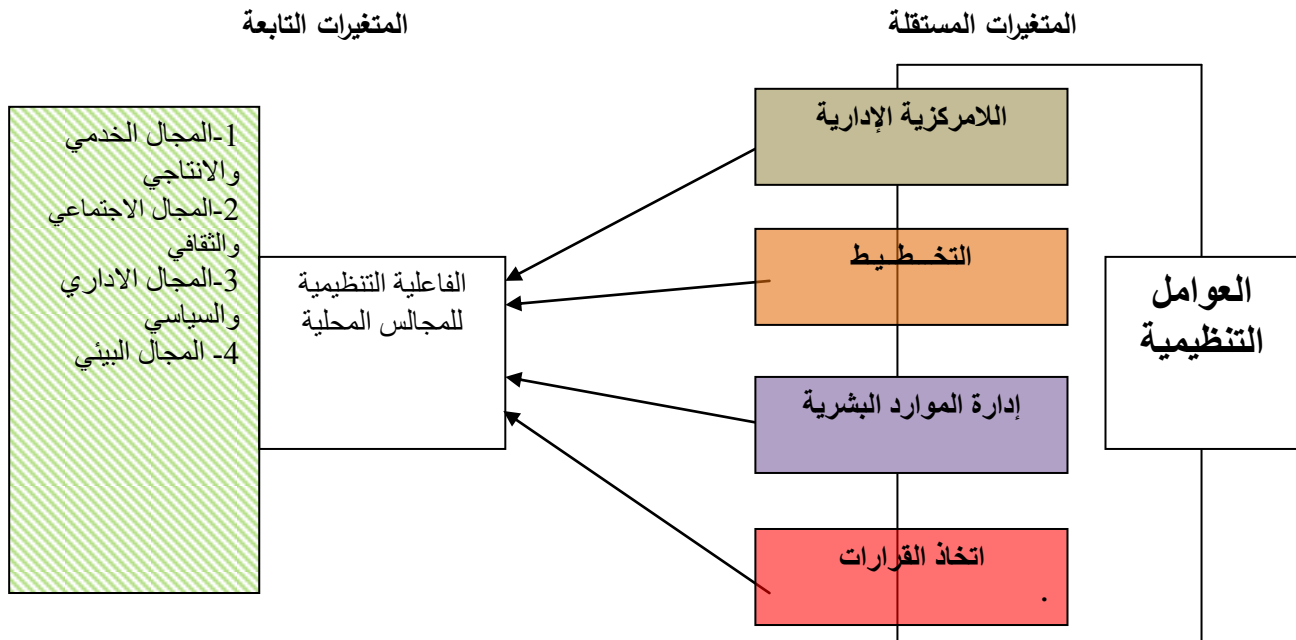 المتغيرات المستقلة
المتغيرات التابعة
العوامل
التنظيمية
اللامركزية الإدارية
التخـــطــيـط
إدارة الموارد البشرية
اتخاذ القرارات
.
الفاعلية التنظيمية
للمجالس المحلية
1-المجال الخدمي
والانتاجي
2-المجال الاجتماعي
والثقافي
3-المجال الاداري
والسياسي
4- المجال البيئي